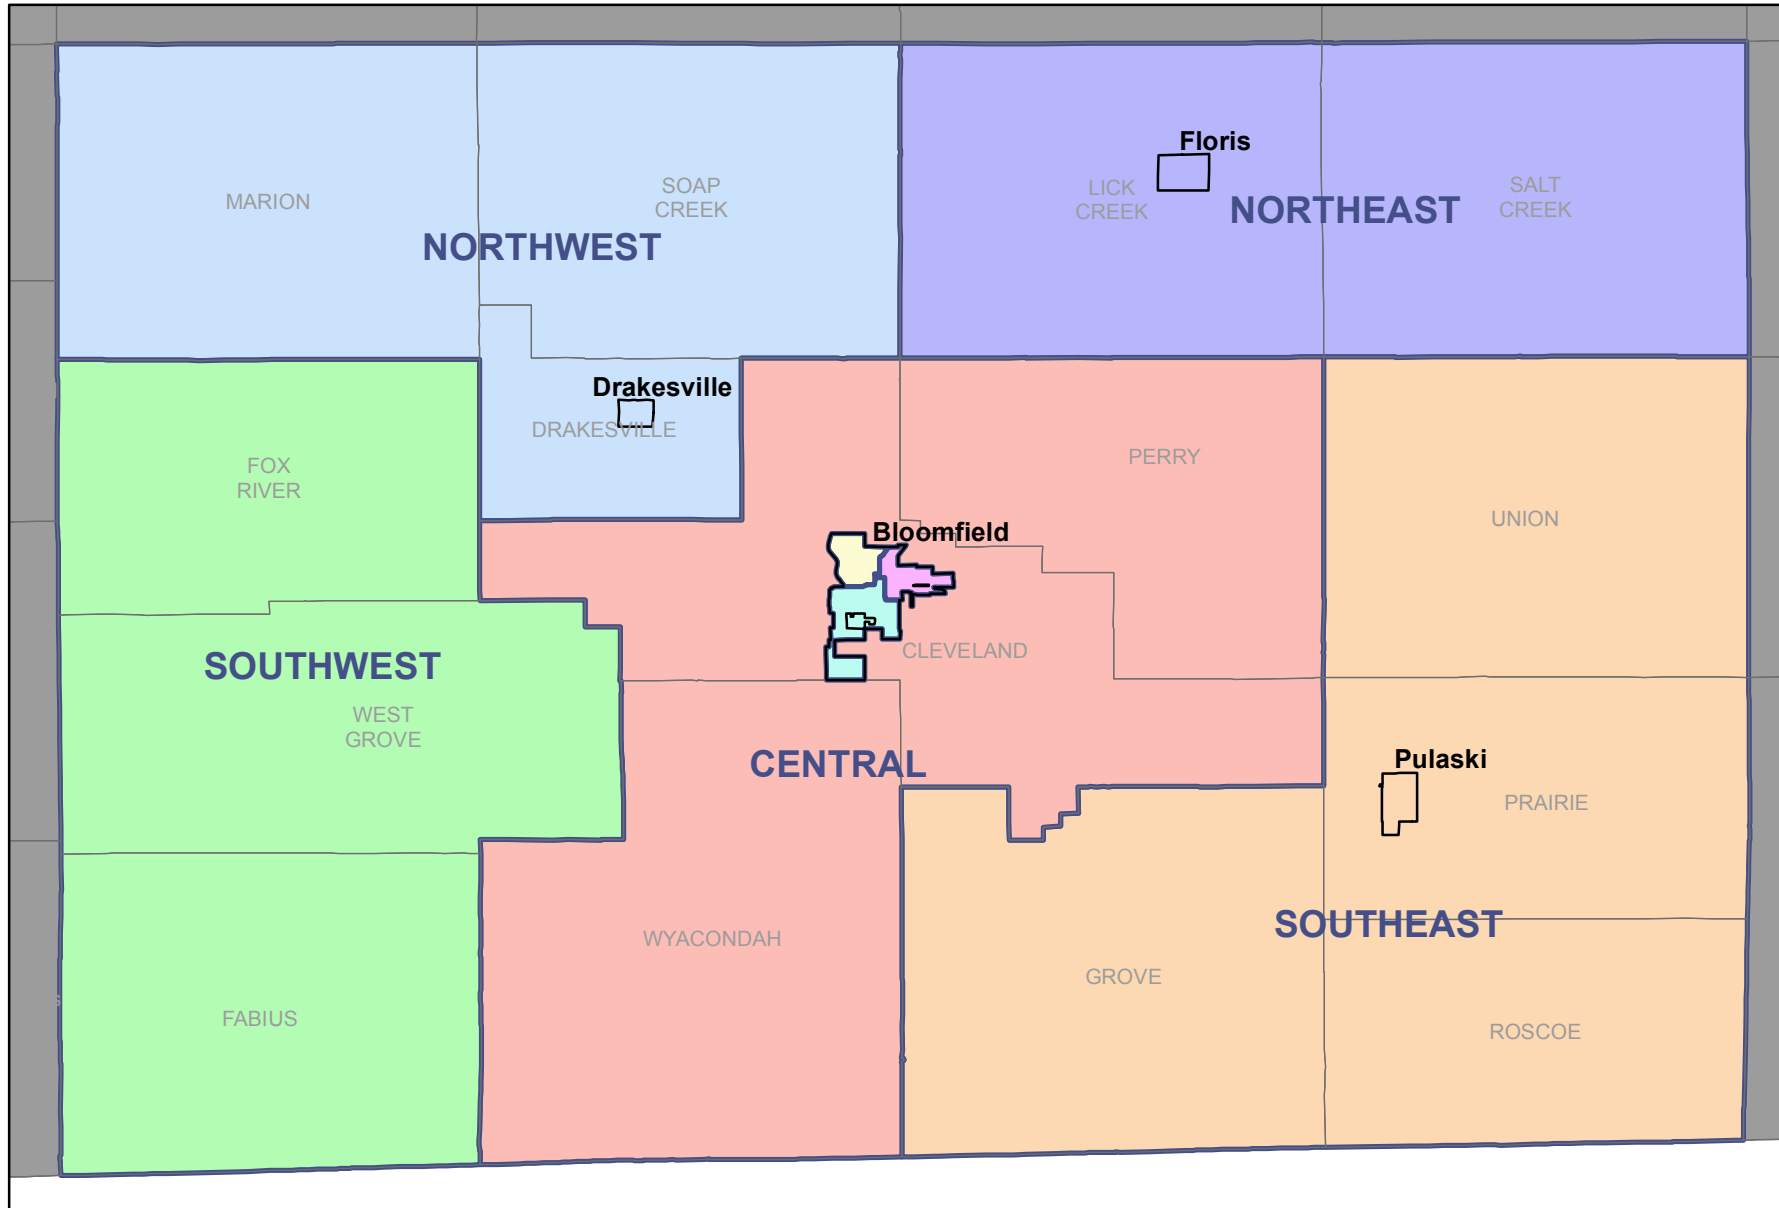 Floris
MARION
SOAP
CREEK
LICK
CREEK
SALT
CREEK
NORTHWEST
NORTHEAST
Drakesville
DRAKESVILLE
FOX
RIVER
PERRY
UNION
Bloomfield
SOUTHWEST
CLEVELAND
WEST
GROVE
CENTRAL
Pulaski
PRAIRIE
WYACONDAH
SOUTHEAST
GROVE
FABIUS
ROSCOE